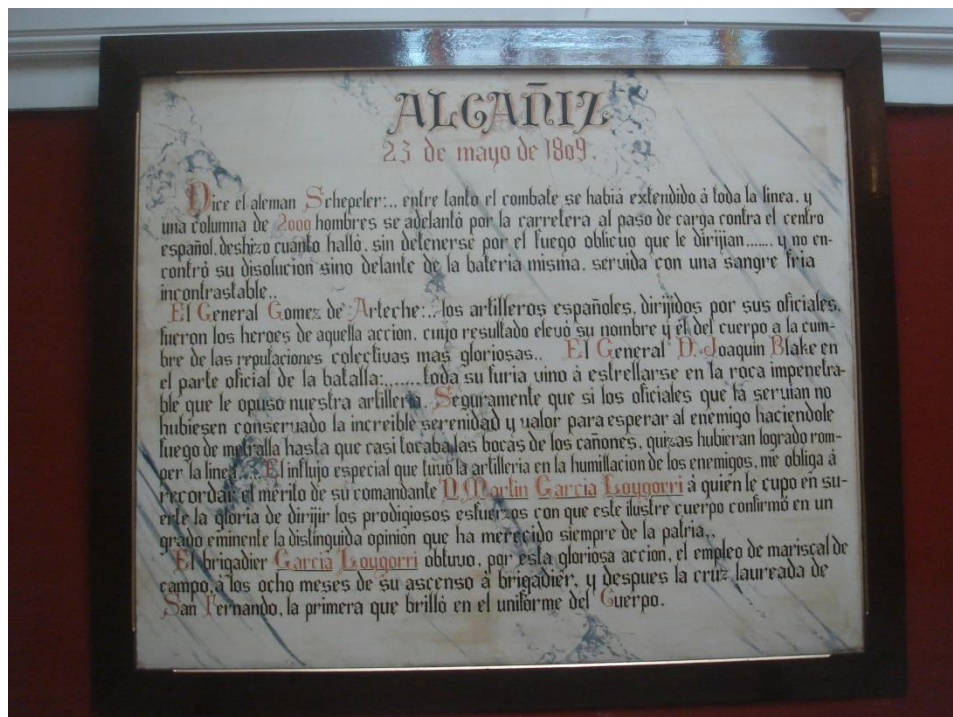 ALCAÑIZ
23 de mayo de 1809.
Dice el aleman Schepeler:.. entre tanto el combate se habiá extendido á toda la linea. y
una columna de 2000 hombres se adelantó por la carretera al paso de carga contra el centro
español. deshizo cuanto halló. sin detenerse por el fuego oblicuo que le dirijian....... y no en-
contró su disolucion sino delante de la bateria misma. servida con una sangre fria
incontrastable..
El General Gomez de Arteche:.. los artilleros españoles, dirijidos por sus oficiales,
fueron los heroes de aquella accion. cuyo resultado elevó su nombre y él del cuerpo a la cum-
bre de las reputaciones colectivas mas gloriosas.. El General D. Joaquin Blake en
el parte oficial de la batalla:.......toda su furia vino á estrellarse en la roca impenetra-
ble que le opuso nuestra artilleria. Seguramente que si los oficiales que la servian no
hubiesen conservado la increible serenidad y valor para esperar al enemigo haciendole
fuego de metralla hasta que casi tocaba las bocas de los cañones, quizas hubieran logrado rom-
per la linea.... El influjo especial que tuvo la artilleria en la humillacion de los enemigos, me obliga á
recordar el mérito de su comandante D. Martin Garcia Loygorri á quien le cupo en su-
erte la gloria de dirijir los prodigiosos esfuerzos con que este ilustre cuerpo confirmó en un
grado eminente la distinguida opinión que ha merecido siempre de la patria..
El brigadier Garcia Loygorri obtuvo, por esta gloriosa accion, el empleo de mariscal de
campo, á los ocho meses de su ascenso á brigadier, y despues la cruz laureada de
San Fernando, la primera que brilló en el uniforme del Cuerpo.